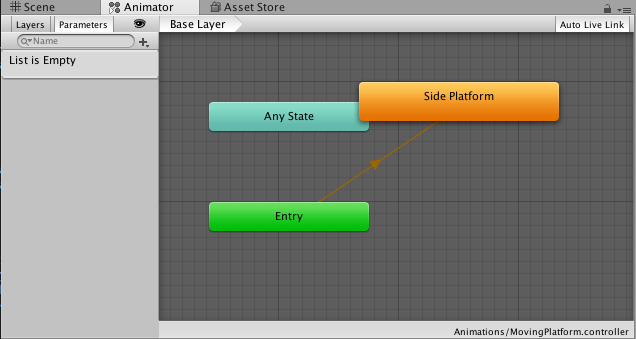 Scene Animator Asset Store
Layers Parameters Base Layer Auto Live Link
Name
List is Empty
Side Platform
Any State
Entry
Animations/MovingPlatform.controller